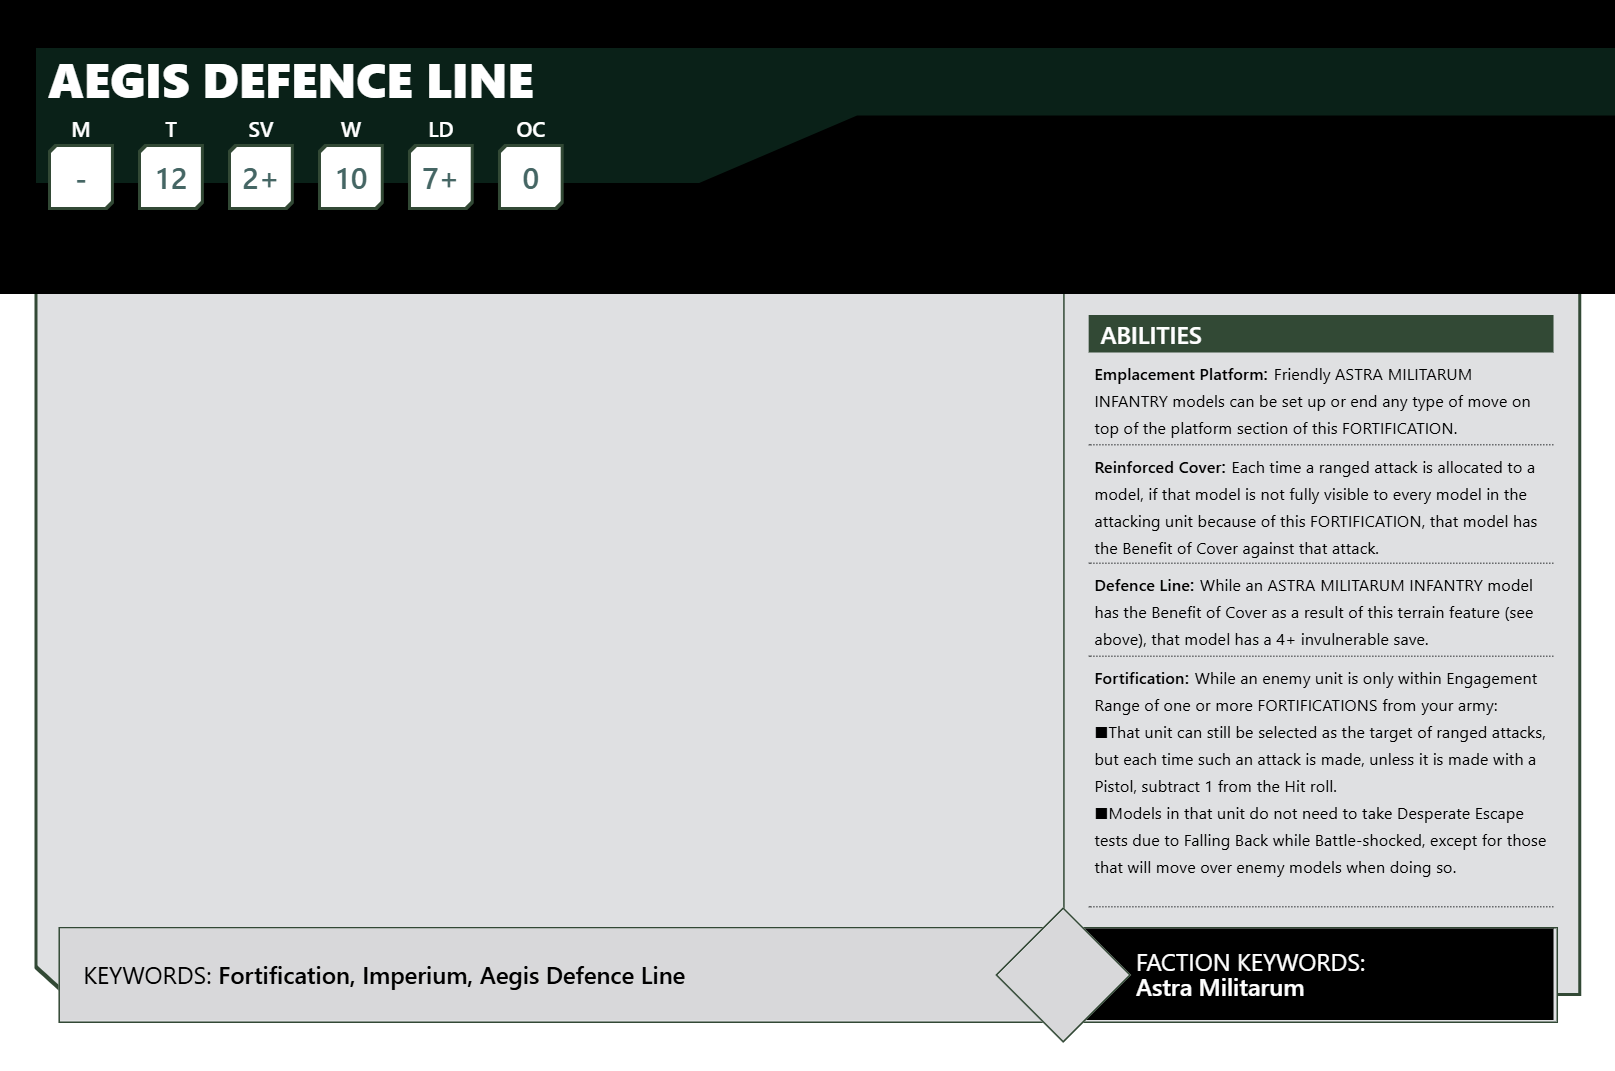 AEGIS DEFENCE LINE
M T SV W LD OC
- 12 2+ 10 7+ 0
ABILITIES
Emplacement Platform: Friendly ASTRA MILITARUM
INFANTRY models can be set up or end any type of move on
top of the platform section of this FORTIFICATION.
Reinforced Cover: Each time a ranged attack is allocated to a
model, if that model is not fully visible to every model in the
attacking unit because of this FORTIFICATION, that model has
the Benefit of Cover against that attack.
Defence Line: While an ASTRA MILITARUM INFANTRY model
has the Benefit of Cover as a result of this terrain feature (see
above), that model has a 4+ invulnerable save.
Fortification: While an enemy unit is only within Engagement
Range of one or more FORTIFICATIONS from your army:
■That unit can still be selected as the target of ranged attacks,
but each time such an attack is made, unless it is made with a
Pistol, subtract 1 from the Hit roll.
■Models in that unit do not need to take Desperate Escape
tests due to Falling Back while Battle-shocked, except for those
that will move over enemy models when doing so.
KEYWORDS: Fortification, Imperium, Aegis Defence Line
FACTION KEYWORDS:
Astra Militarum